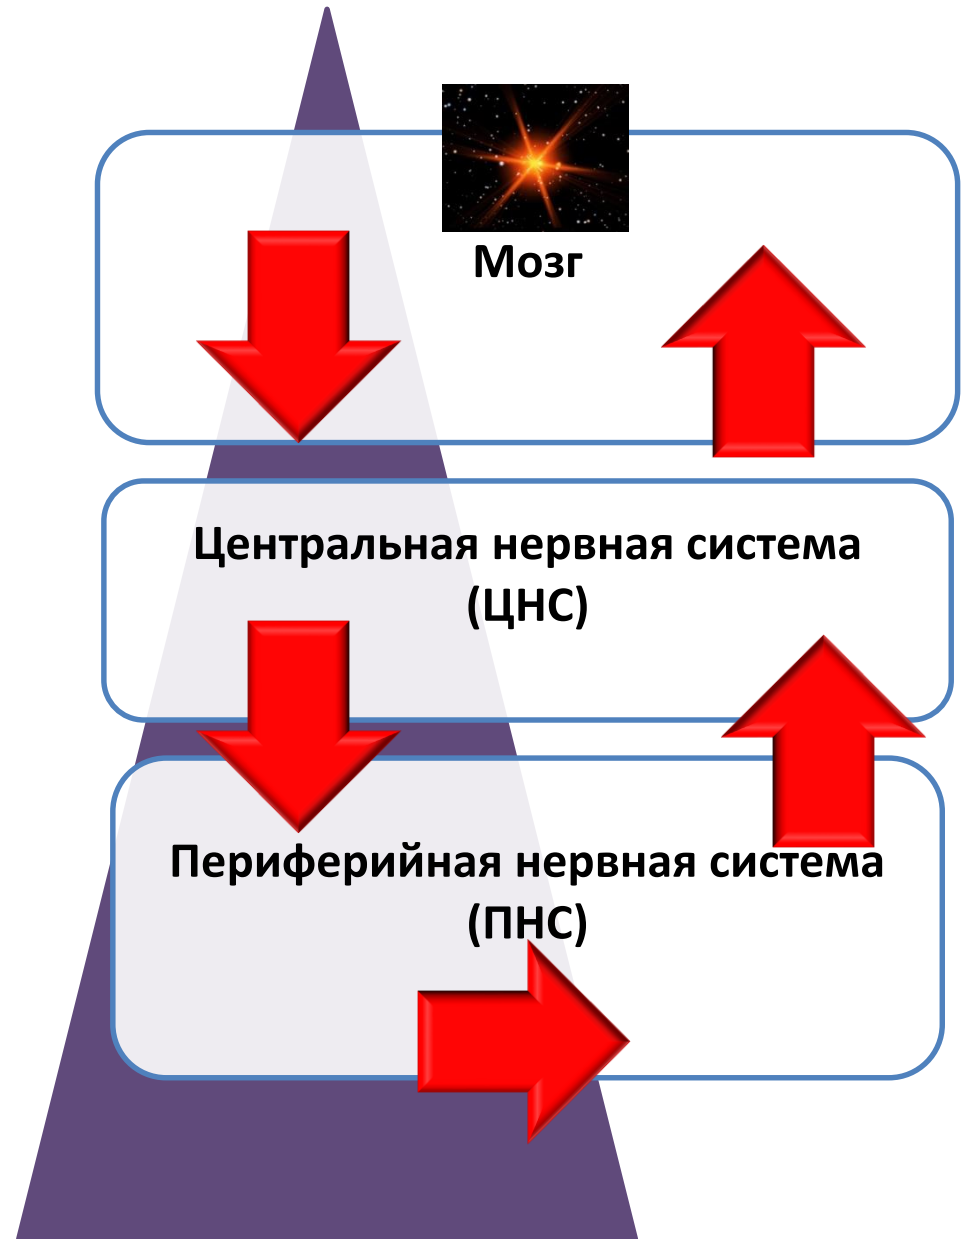 Мозг
Центральная нервная система
(ЦНС)
Периферийная нервная система
(ПНС)